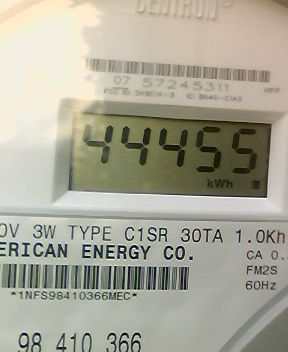 CENTRON
07 57245311
44455
kWh
0V 3W TYPE C1SR 30TA 1.0Kh
ERICAN ENERGY CO.
CA 0.
FM2S
*1NFS98410366MEC*
60Hz
98 410 366